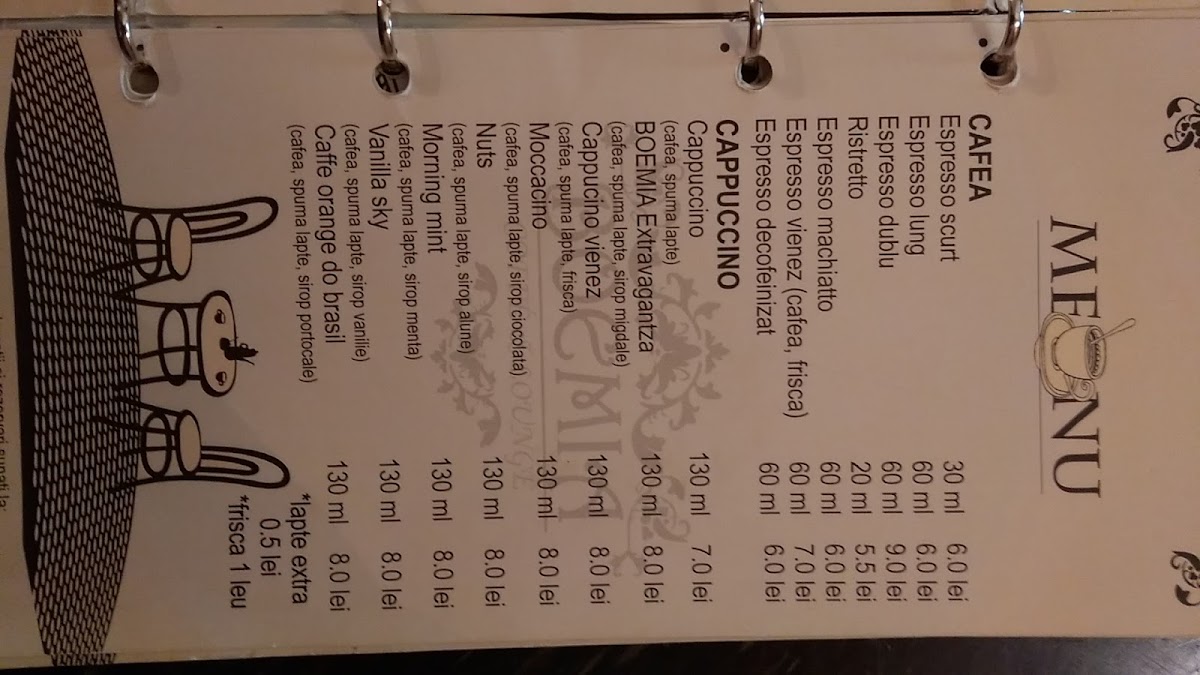 MENU
CAFEA
Espresso scurt 30 ml 6.0 lei
Espresso lung 60 ml 6.0 lei
Espresso dublu 60 ml 9.0 lei
Ristretto 20 ml 5.5 lei
Espresso machiatto 60 ml 6.0 lei
Espresso vienez (cafea, frisca) 60 ml 7.0 lei
Espresso decofeinizat 60 ml 6.0 lei
CAPPUCCINO
Cappuccino 130 ml 7.0 lei
(cafea, spuma lapte)
BOEMIA Extravagantza 130 ml 8.0 lei
(cafea, spuma lapte, sirop migdale)
Cappucino vienez 130 ml 8.0 lei
(cafea, spuma lapte, frisca)
Moccacino 130 ml 8.0 lei
(cafea, spuma lapte, sirop ciocolata)
Nuts 130 ml 8.0 lei
(cafea, spuma lapte, sirop alune)
Morning mint 130 ml 8.0 lei
(cafea, spuma lapte, sirop menta)
Vanilla sky 130 ml 8.0 lei
(cafea, spuma lapte, sirop vanilie)
Caffe orange do brasil 130 ml 8.0 lei
(cafea, spuma lapte, sirop portocale)
*lapte extra
0.5 lei
*frisca 1 leu
BOEMIA